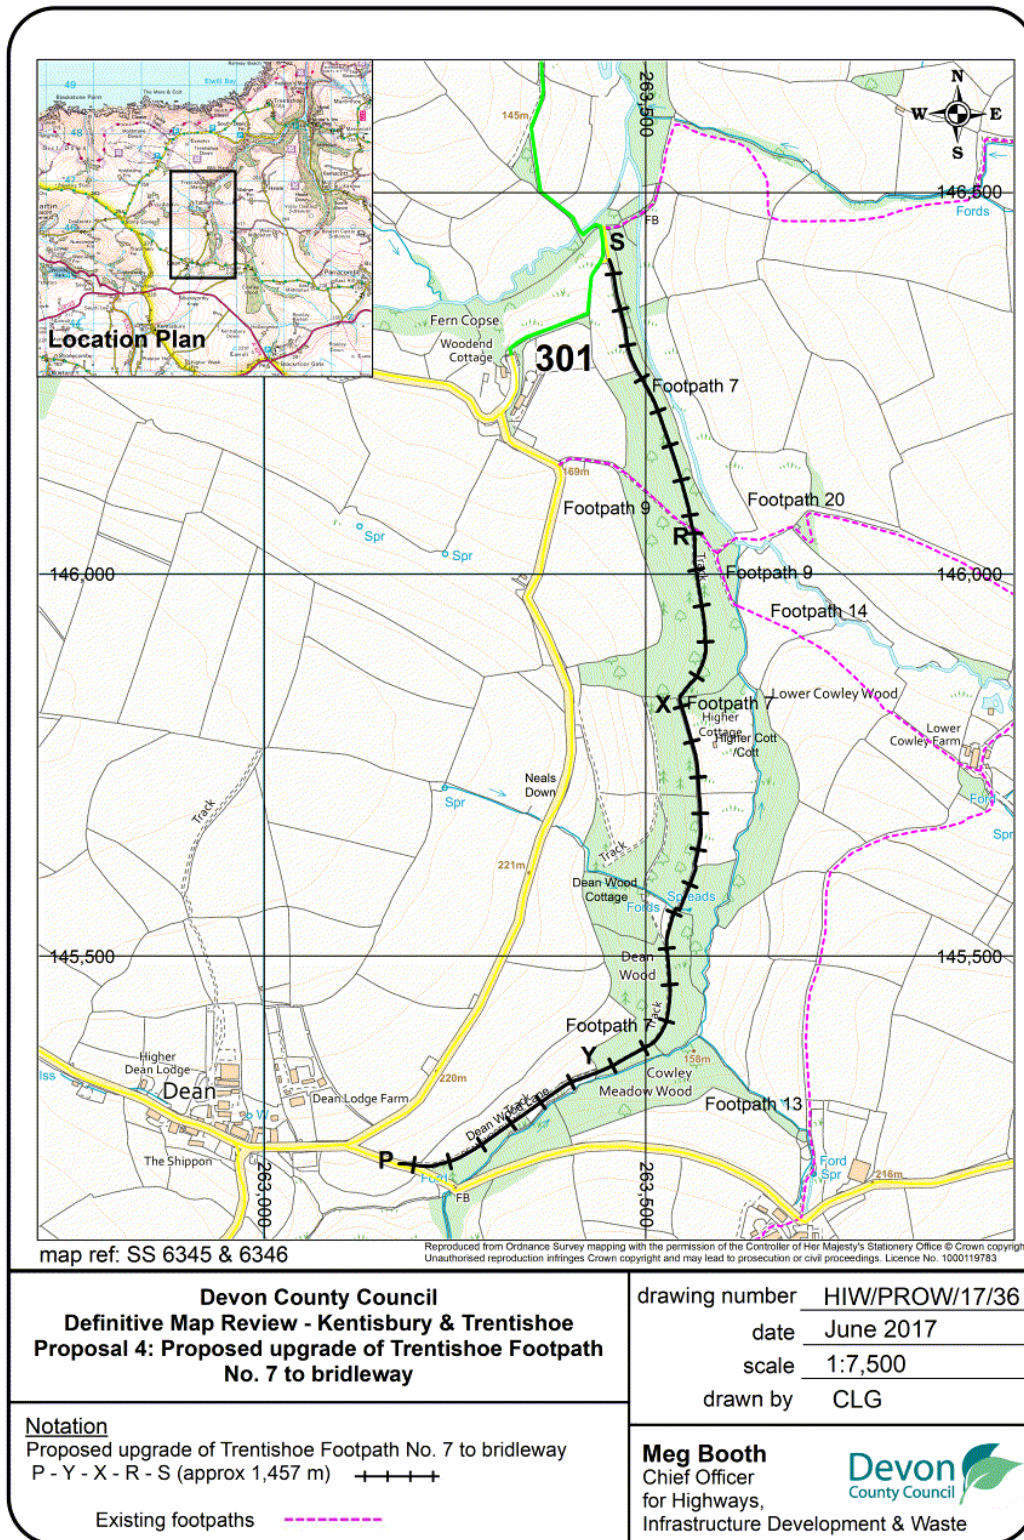 Location Plan
N
W E
S
263,500
145m
146,500
Fords
FB
S
Fern Copse
Woodend
Cottage
301
Footpath 7
169m
Footpath 9
Footpath 20
Spr
Spr
R
146,000
146,000
Track
Footpath 9
Footpath 14
X
Footpath 7
Lower Cowley Wood
Higher
Cottage
Higher Cott
/Cott
Lower
Cowley Farm
Neals
Down
Ford
Spr
Spr
Track
Track
221m
Dean Wood
Cottage
Fords
Spreads
145,500
145,500
Dean
Wood
Track
Footpath 7
Y
158m
Higher
Dean Lodge
Iss
Dean
W
220m
Dean Lodge Farm
Cowley
Meadow Wood
Footpath 13
Track
Dean Wood Lane
The Shippon
P
Ford
FB
Ford
Spr
216m
263,000
263,500
map ref: SS 6345 & 6346
Reproduced from Ordnance Survey mapping with the permission of the Controller of Her Majesty's Stationery Office © Crown copyright
Unauthorised reproduction infringes Crown copyright and may lead to prosecution or civil proceedings. Licence No. 1000119783
Devon County Council
Definitive Map Review - Kentisbury & Trentishoe
Proposal 4: Proposed upgrade of Trentishoe Footpath
No. 7 to bridleway
drawing number HIW/PROW/17/36
date June 2017
scale 1:7,500
drawn by CLG
Notation
Proposed upgrade of Trentishoe Footpath No. 7 to bridleway
P - Y - X - R - S (approx 1,457 m)
Existing footpaths
Meg Booth
Chief Officer
for Highways,
Infrastructure Development & Waste
Devon
County Council